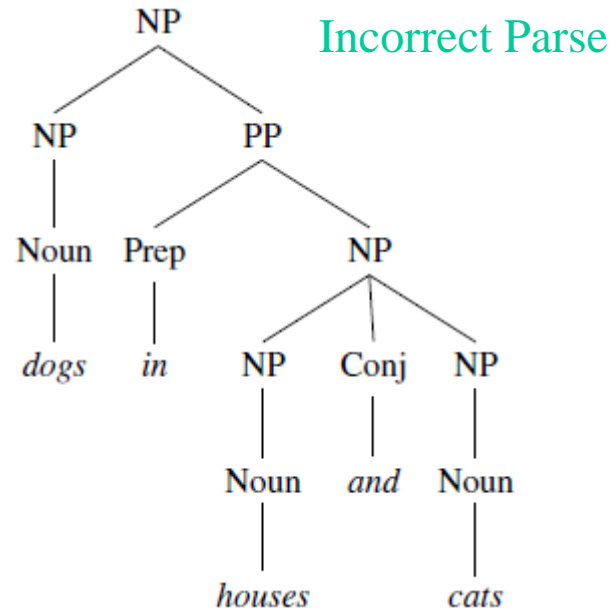 NP Incorrect Parse
NP PP
Noun Prep NP
dogs in NP Conj NP
Noun and Noun
houses cats